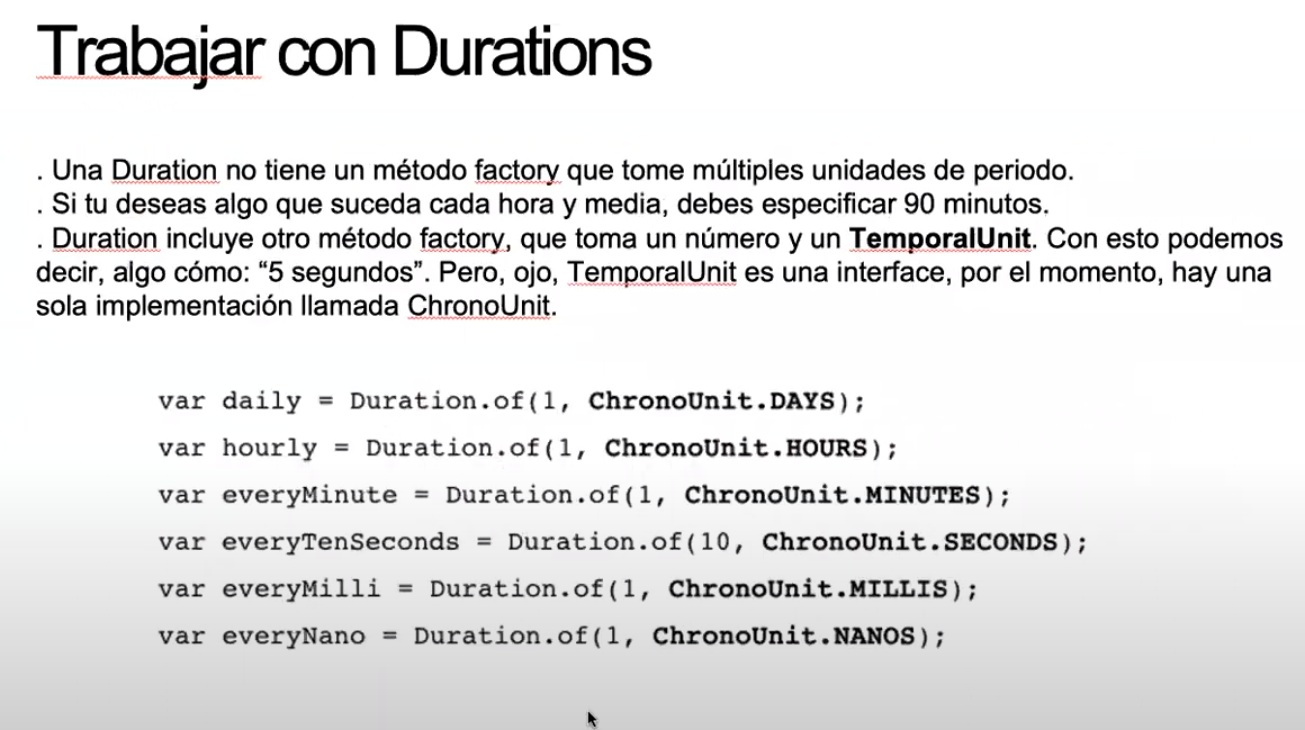 Trabajar con Durations
. Una Duration no tiene un método factory que tome múltiples unidades de periodo.
. Si tu deseas algo que suceda cada hora y media, debes especificar 90 minutos.
. Duration incluye otro método factory, que toma un número y un TemporalUnit. Con esto podemos
decir, algo cómo: “5 segundos”. Pero, ojo, TemporalUnit es una interface, por el momento, hay una
sola implementación llamada ChronoUnit.
var daily = Duration.of(1, ChronoUnit.DAYS);
var hourly = Duration.of(1, ChronoUnit.HOURS);
var everyMinute = Duration.of(1, ChronoUnit.MINUTES);
var everyTenSeconds = Duration.of(10, ChronoUnit.SECONDS);
var everyMilli = Duration.of(1, ChronoUnit.MILLIS);
var everyNano = Duration.of(1, ChronoUnit.NANOS);